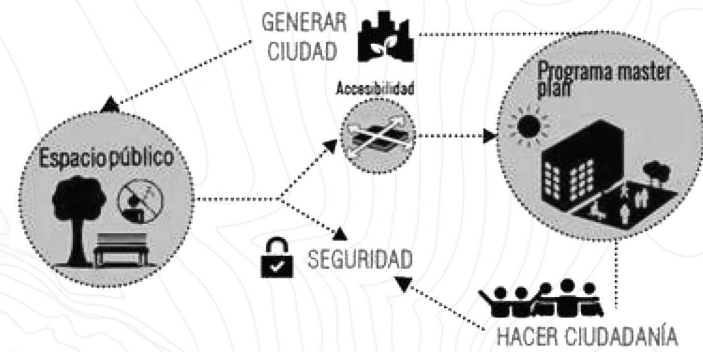 GENERAR
CIUDAD
Accesibilidad
Programa master
plan
Espacio público
SEGURIDAD
HACER CIUDADANÍA